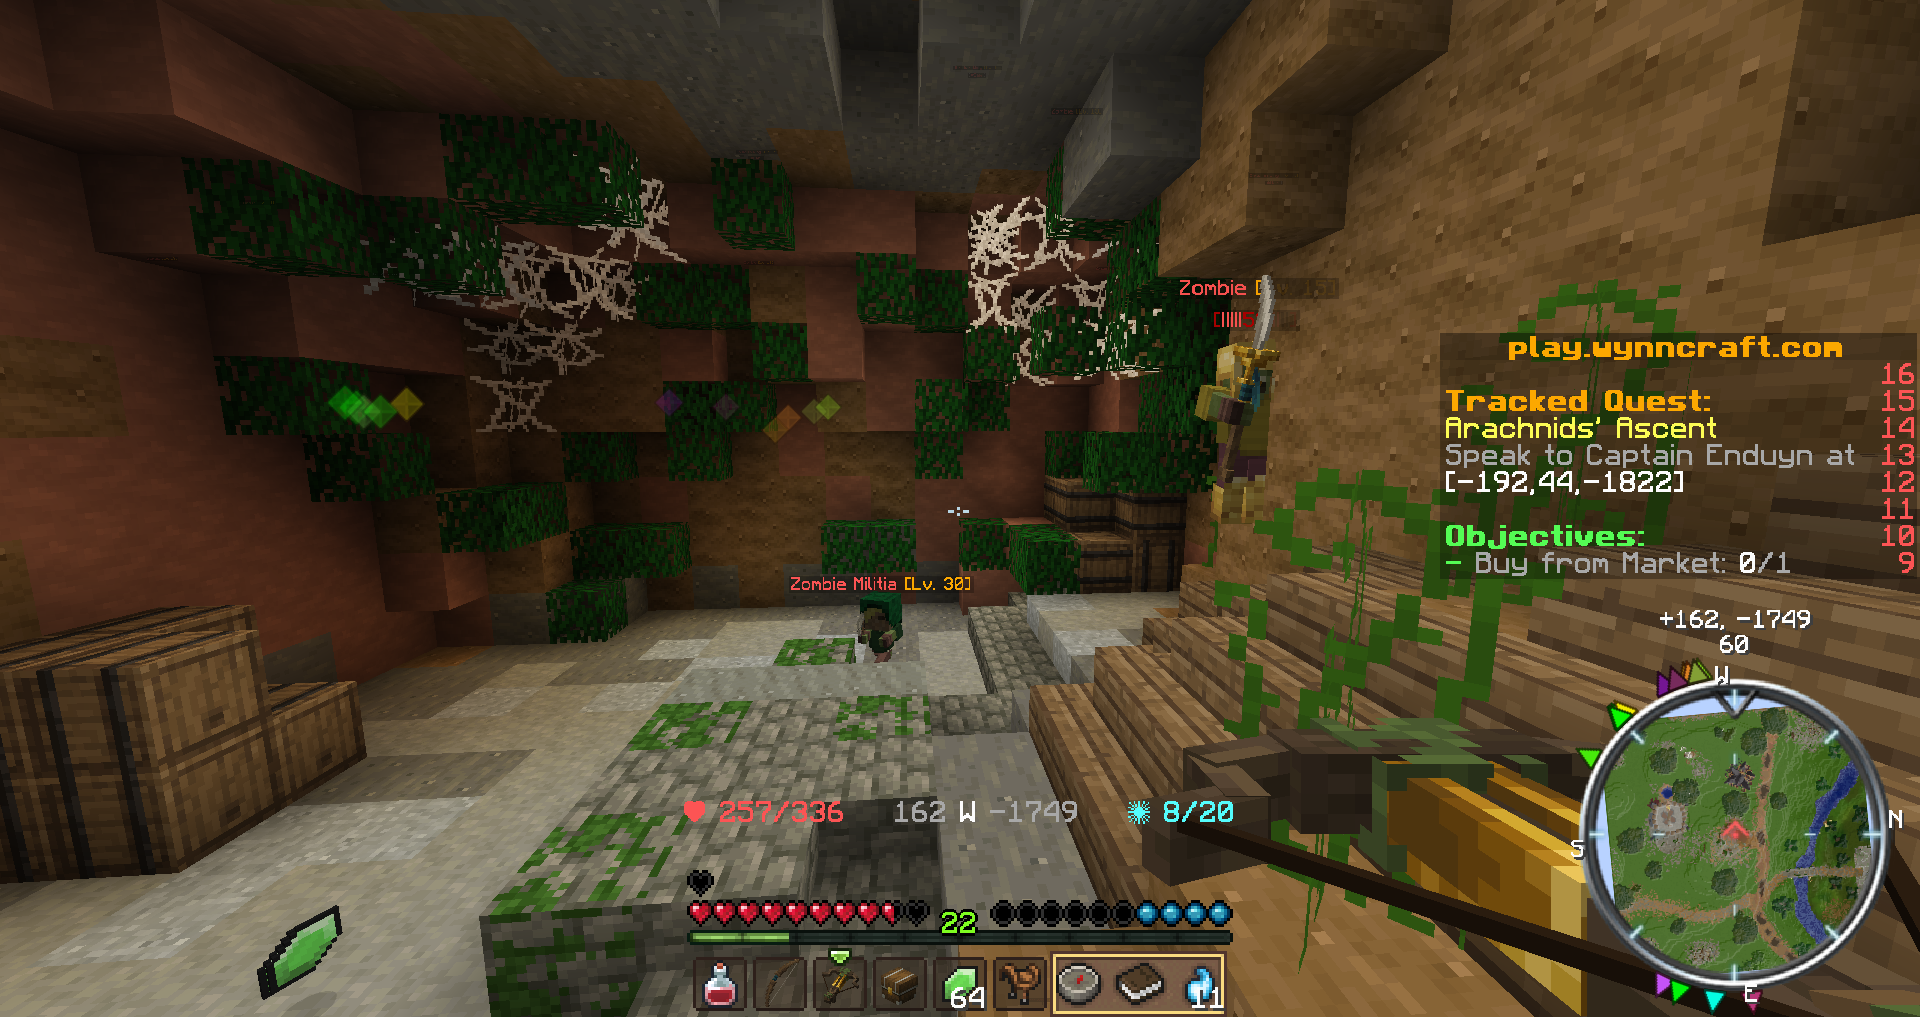 Zombie [
play.wynncraft.com
16
Tracked Quest:
15
Arachnids' Ascent
14
Speak to Captain Enduyn at
13
[-192,44,-1822]
12
11
Objectives:
10
- Buy from Market: 0/1
9
Zombie Militia [Lv. 30]
+162, -1749
60
W
N
S
E
257/336
162 W -1749
8/20
22
64
11